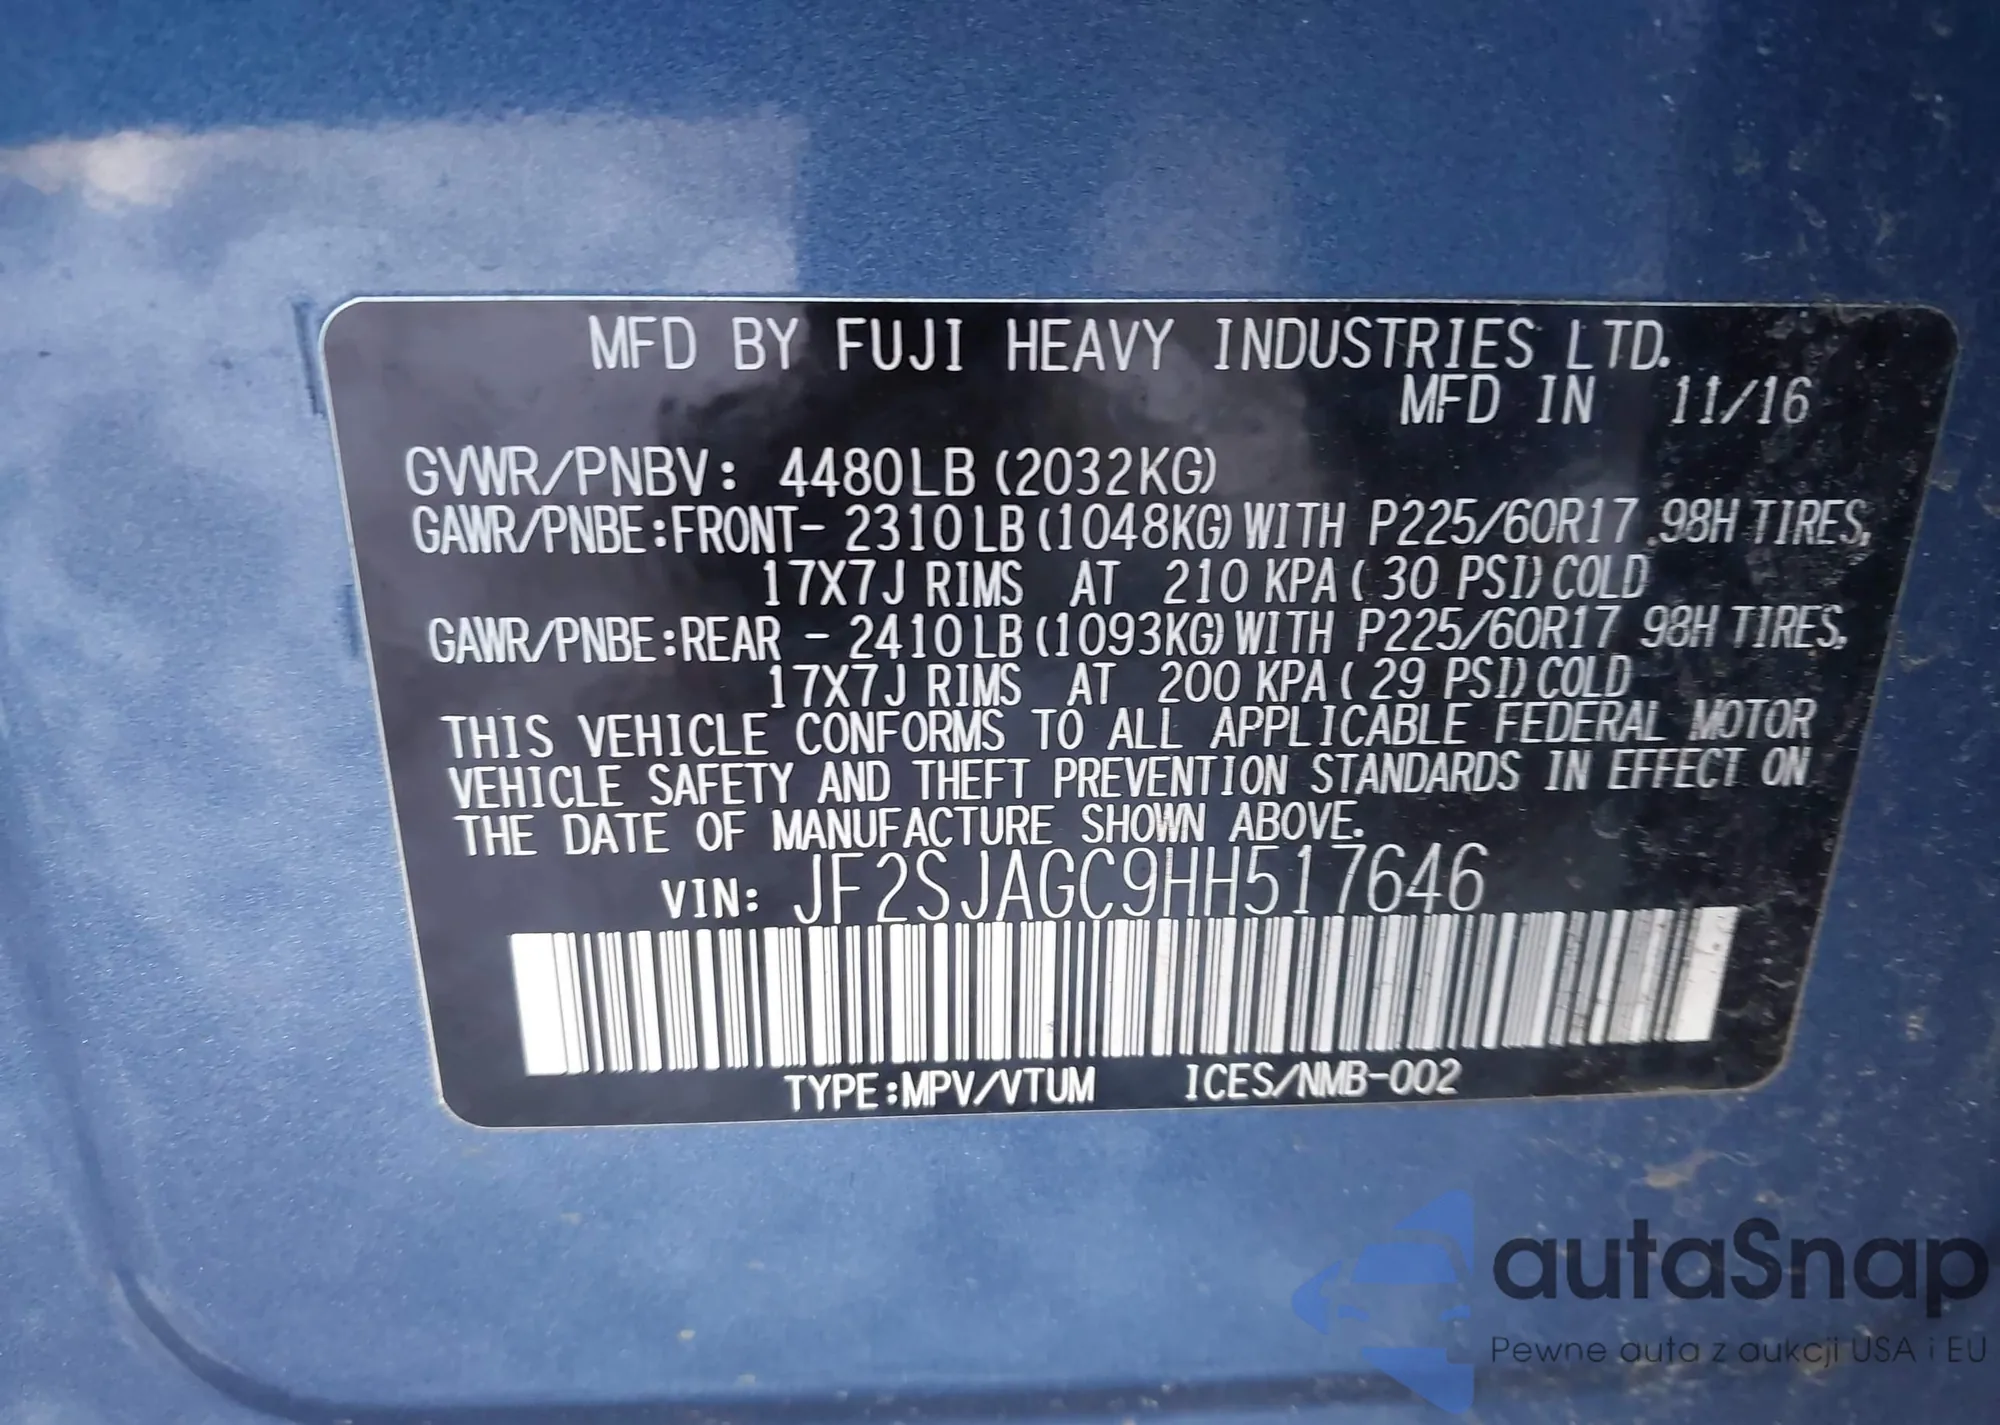 MFD BY FUJI HEAVY INDUSTRIES LTD.
MFD IN 11/16
GVWR/PNBV: 4480LB (2032KG)
GAWR/PNBE:FRONT- 2310LB (1048KG) WITH P225/60R17 98H TIRES,
17X7J RIMS AT 210 KPA ( 30 PSI) COLD
GAWR/PNBE:REAR - 2410LB (1093KG) WITH P225/60R17 98H TIRES,
17X7J RIMS AT 200 KPA ( 29 PSI) COLD
THIS VEHICLE CONFORMS TO ALL APPLICABLE FEDERAL MOTOR
VEHICLE SAFETY AND THEFT PREVENTION STANDARDS IN EFFECT ON
THE DATE OF MANUFACTURE SHOWN ABOVE.
VIN: JF2SJAGC9HH517646
TYPE:MPV/VTUM ICES/NMB-002
autaSnap
Pewne auta z aukcji USA i EU